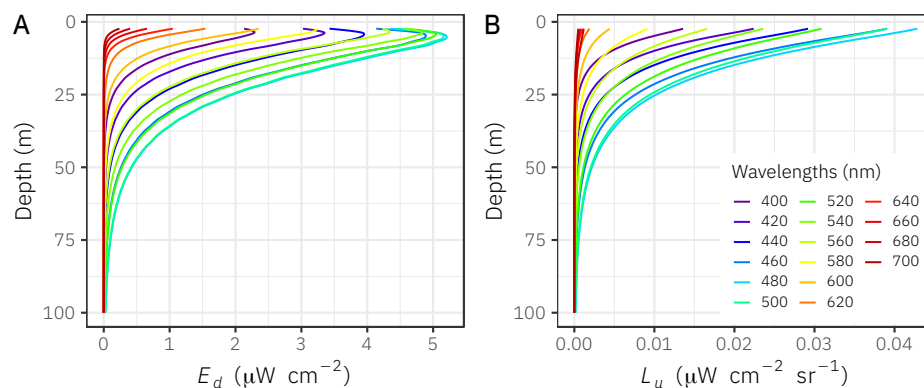 A
Depth (m)
0
25
50
75
100
0 1 2 3 4 5
E_d (μW cm⁻²)
B
Depth (m)
0
25
50
75
100
Wavelengths (nm)
400 520 640
420 540 660
440 560 680
460 580 700
480 600
500 620
0.00 0.01 0.02 0.03 0.04
L_u (μW cm⁻² sr⁻¹)